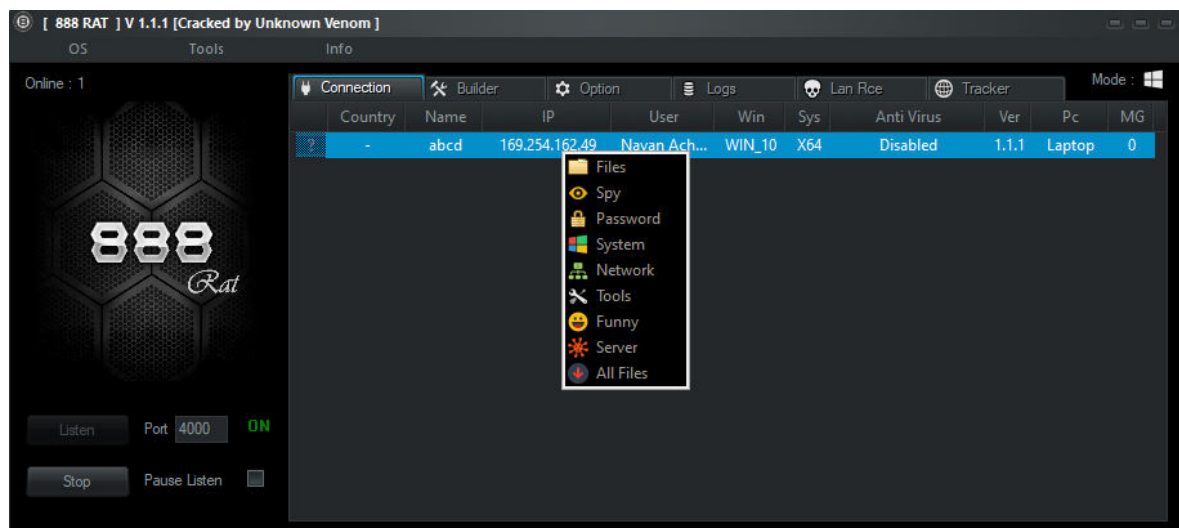 [ 888 RAT ] V 1.1.1 [Cracked by Unknown Venom ]
OS Tools Info
Online : 1
Connection Builder Option Logs Lan Rce Tracker Mode :
Country Name IP User Win Sys Anti Virus Ver Pc MG
? - abcd 169.254.162.49 Navan Ach... WIN_10 X64 Disabled 1.1.1 Laptop 0
Files
Spy
Password
System
Network
Tools
Funny
Server
All Files
888
Rat
Listen Port 4000 ON
Stop Pause Listen